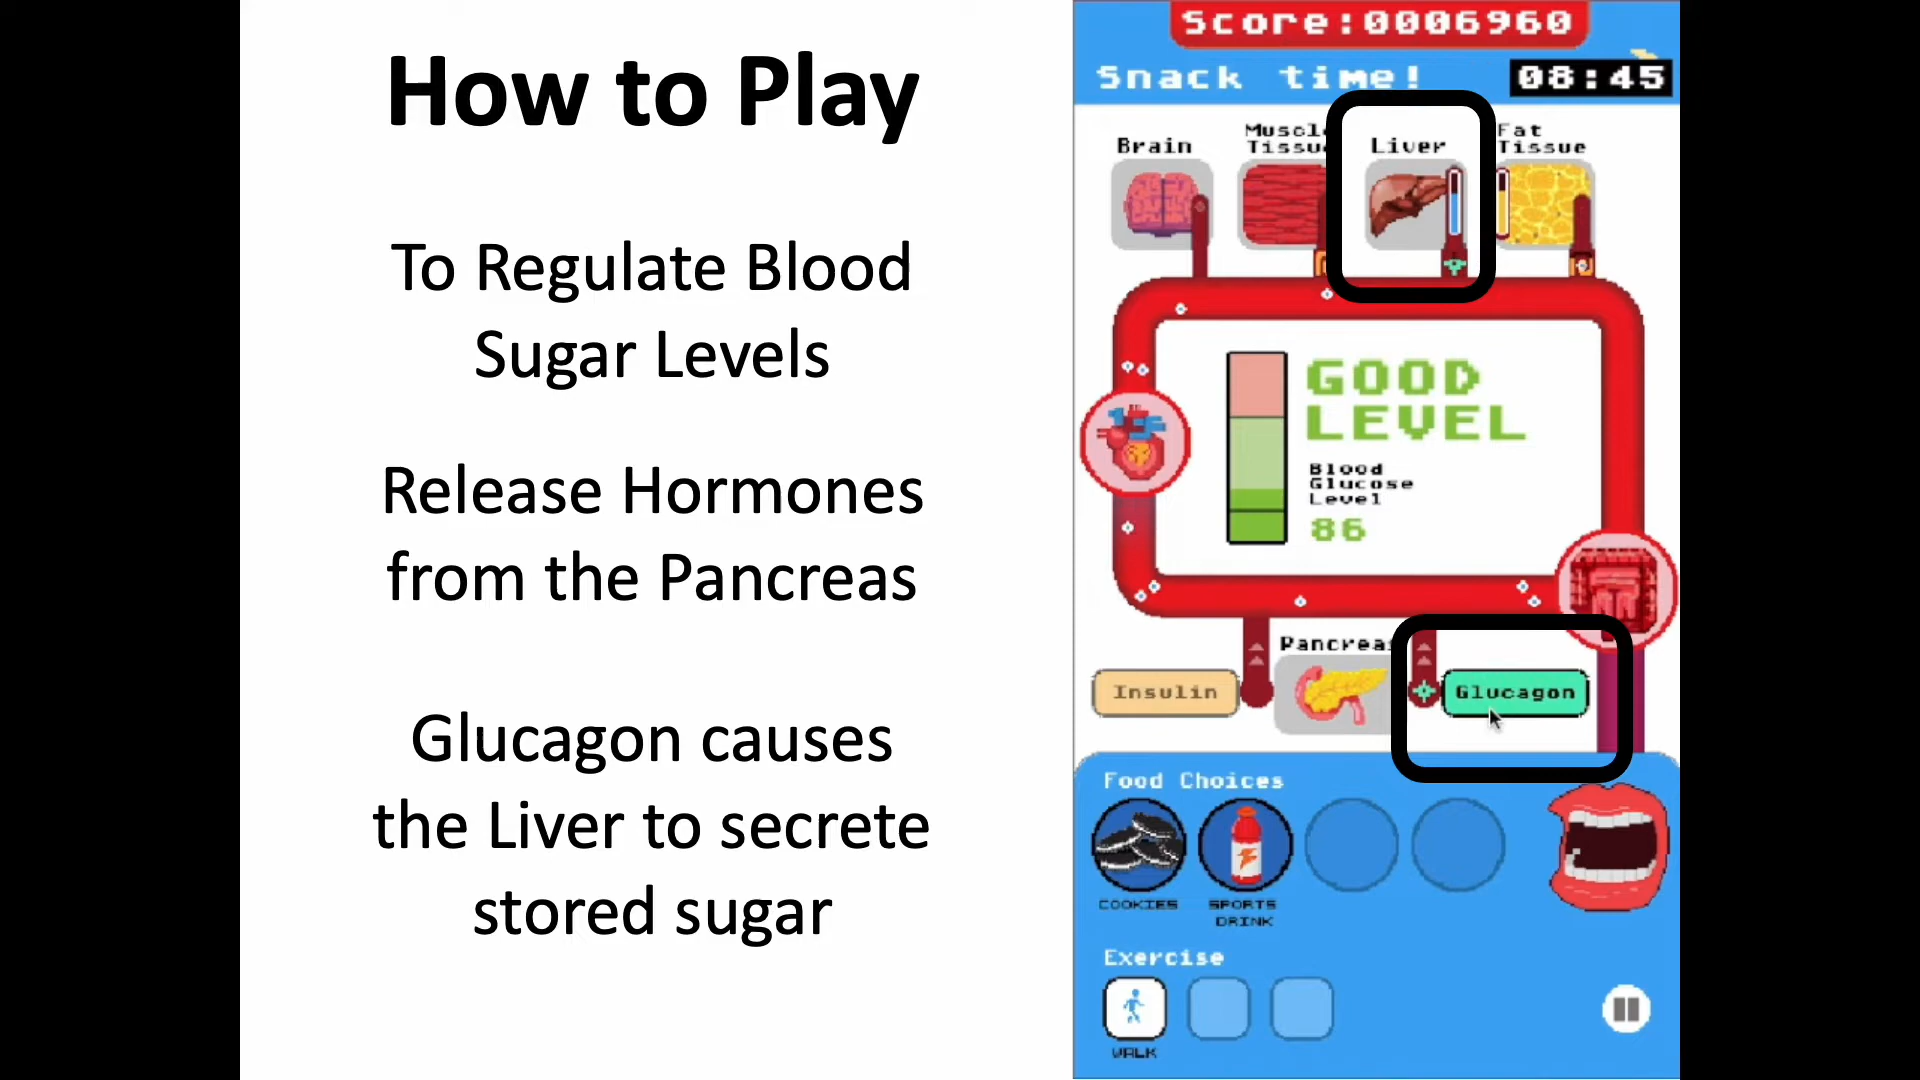 How to Play
To Regulate Blood
Sugar Levels
Release Hormones
from the Pancreas
Glucagon causes
the Liver to secrete
stored sugar
Score:0006960
Snack time!
08:45
Brain
Liver
Fat
Tissue
GOOD
LEVEL
Blood
Glucose
Level
86
Insulin
Glucagon
Food Choices
COOKIES
SPORTS
DRINK
Exercise
WALK